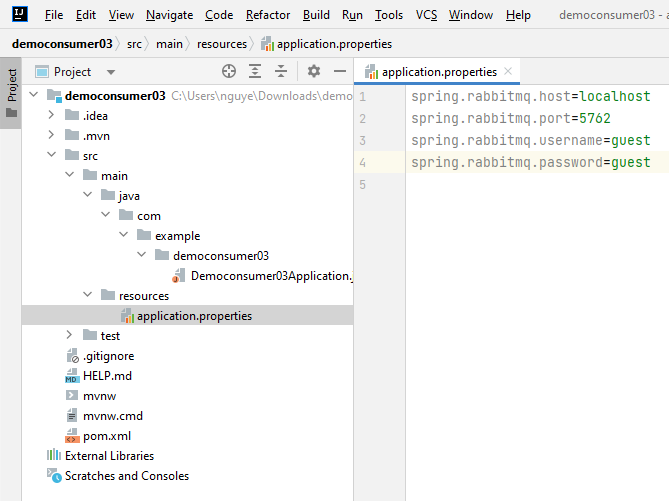 File Edit View Navigate Code Refactor Build Run Tools VCS Window Help democonsumer03 - a
democonsumer03 src main resources application.properties
Project
Project
application.properties
democonsumer03 C:\Users\nguye\Downloads\demo
.idea
.mvn
src
main
java
com
example
democonsumer03
Democonsumer03Application.j
resources
application.properties
test
.gitignore
HELP.md
mvnw
mvnw.cmd
pom.xml
External Libraries
Scratches and Consoles
1 spring.rabbitmq.host=localhost
2 spring.rabbitmq.port=5762
3 spring.rabbitmq.username=guest
4 spring.rabbitmq.password=guest
5